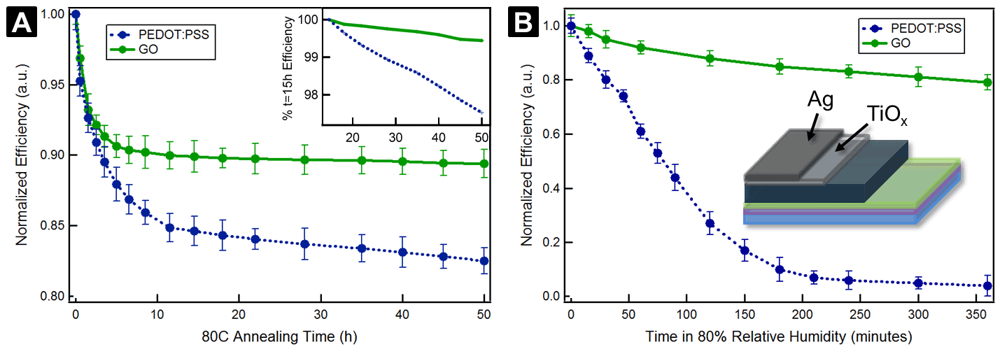 A
1.00
0.95
0.90
0.85
0.80
Normalized Efficiency (a.u.)
PEDOT:PSS
GO
100
99
98
% t=15h Efficiency
20 30 40 50
0 10 20 30 40 50
80C Annealing Time (h)
B
1.0
0.8
0.6
0.4
0.2
0.0
Normalized Efficiency (a.u.)
PEDOT:PSS
GO
Ag
TiOx
0 50 100 150 200 250 300 350
Time in 80% Relative Humidity (minutes)